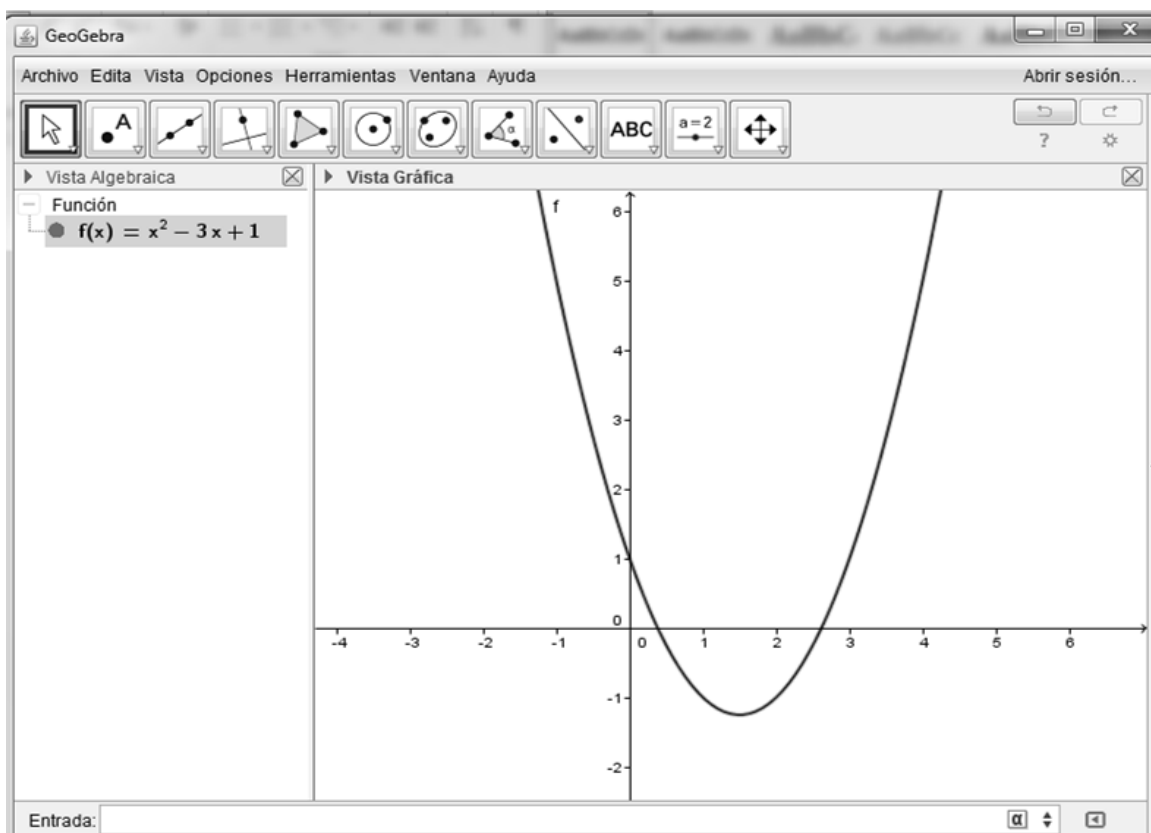 GeoGebra
Archivo Edita Vista Opciones Herramientas Ventana Ayuda
Abrir sesión...
A
α
ABC
a=2
?
Vista Algebraica
Vista Gráfica
Función
f(x) = x² − 3 x + 1
f
6
5
4
3
2
1
0
-1
-2
-4 -3 -2 -1 0 1 2 3 4 5 6
Entrada:
α